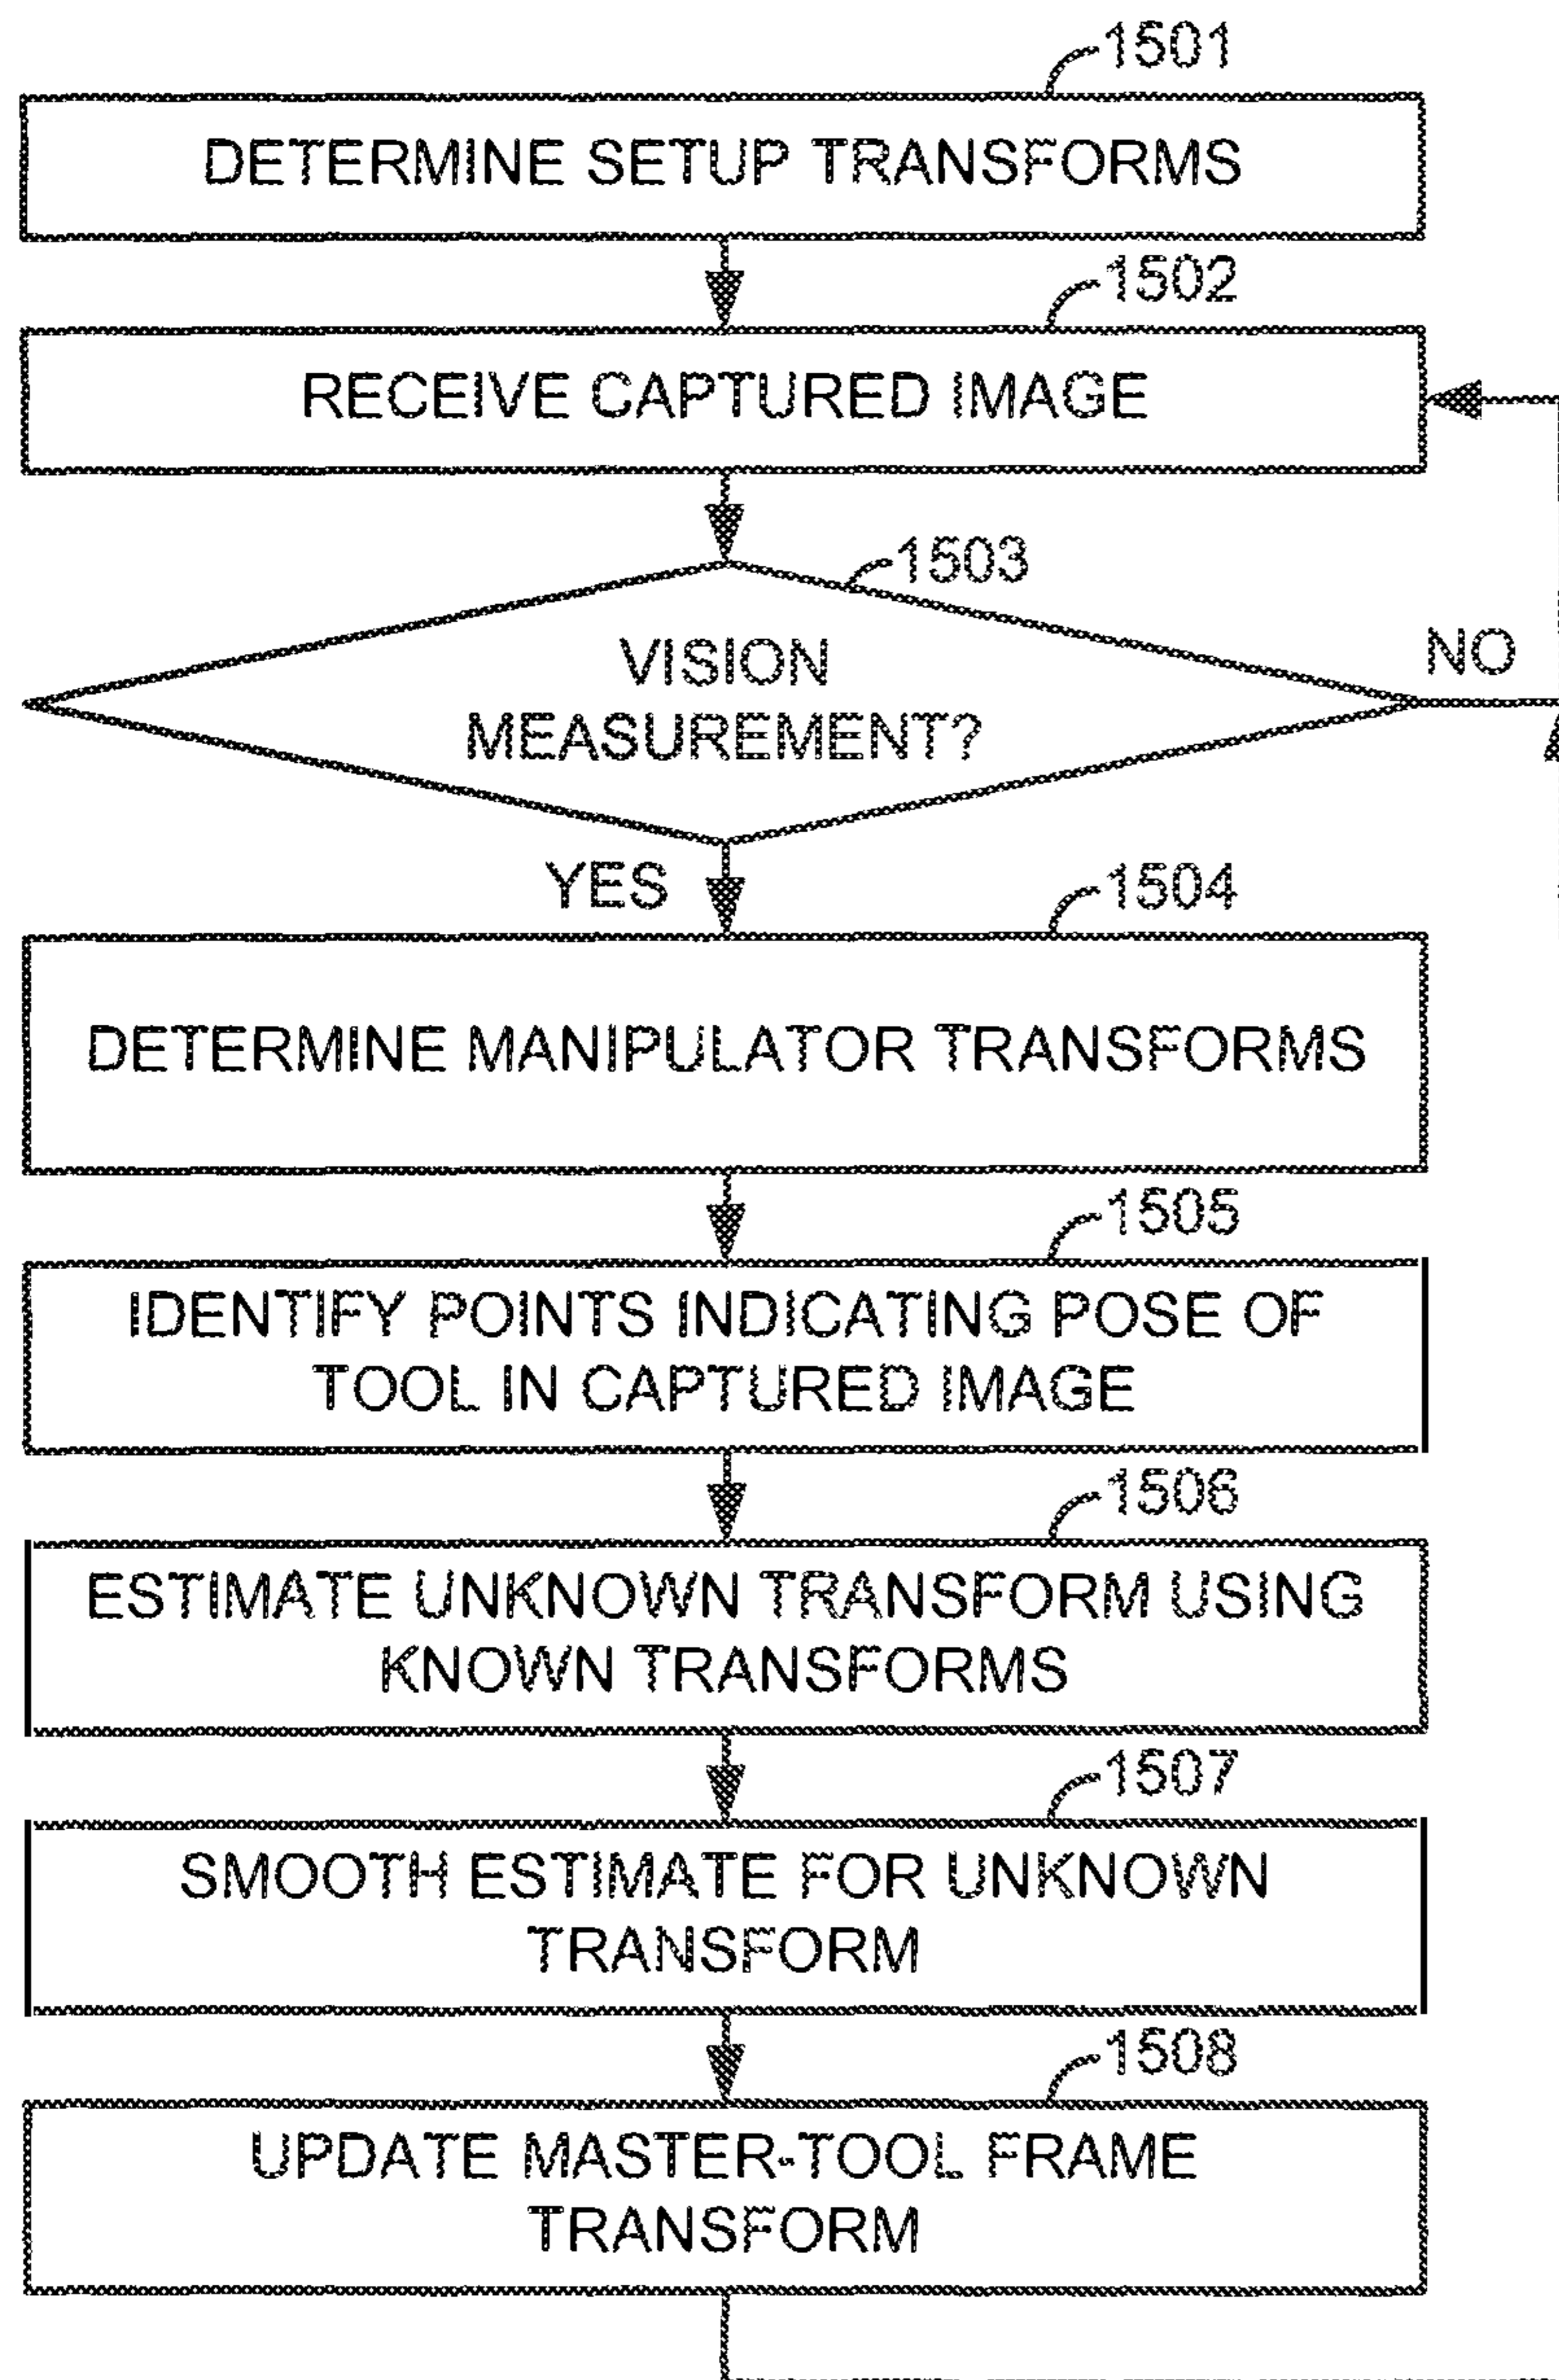 1501
DETERMINE SETUP TRANSFORMS
1502
RECEIVE CAPTURED IMAGE
1503
VISION
MEASUREMENT?
NO
YES
1504
DETERMINE MANIPULATOR TRANSFORMS
1505
IDENTIFY POINTS INDICATING POSE OF
TOOL IN CAPTURED IMAGE
1506
ESTIMATE UNKNOWN TRANSFORM USING
KNOWN TRANSFORMS
1507
SMOOTH ESTIMATE FOR UNKNOWN
TRANSFORM
1508
UPDATE MASTER-TOOL FRAME
TRANSFORM